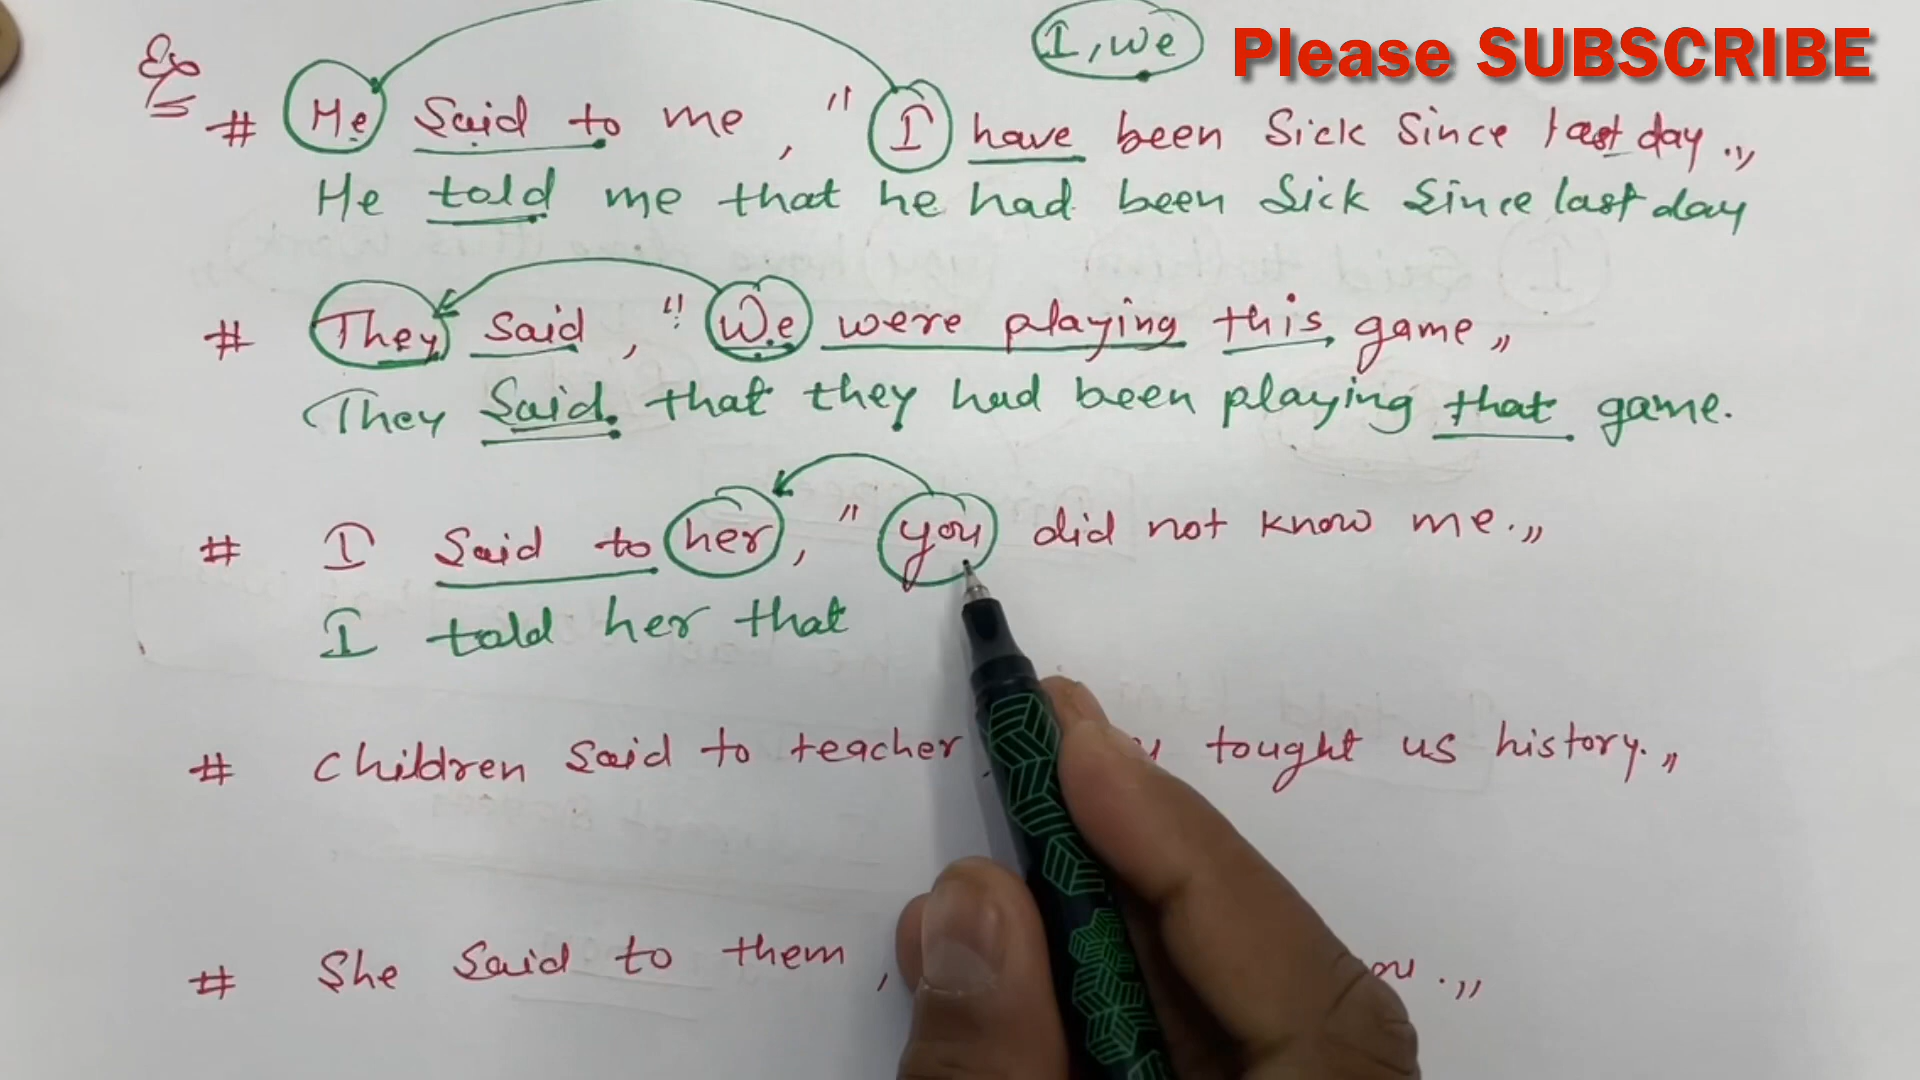 I, we
Please SUBSCRIBE
Ex
# He Said to me, " I have been Sick Since last day."
He told me that he had been Sick Since last day
# They said, " We were playing this game"
They Said that they had been playing that game.
# I Said to her, " you did not know me."
I told her that
# Children Said to teacher tought us history."
# She Said to them,